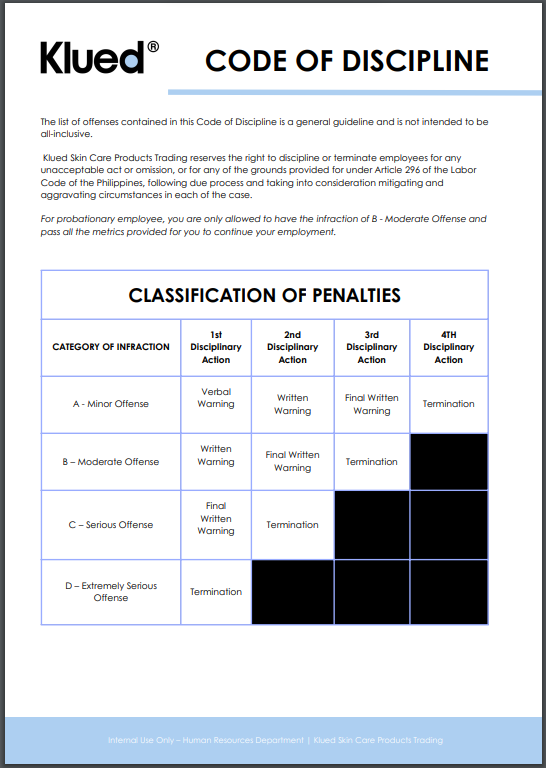 Klued®
CODE OF DISCIPLINE
The list of offenses contained in this Code of Discipline is a general guideline and is not intended to be
all-inclusive.
Klued Skin Care Products Trading reserves the right to discipline or terminate employees for any
unacceptable act or omission, or for any of the grounds provided for under Article 296 of the Labor
Code of the Philippines, following due process and taking into consideration mitigating and
aggravating circumstances in each of the case.
For probationary employee, you are only allowed to have the infraction of B - Moderate Offense and
pass all the metrics provided for you to continue your employment.
CLASSIFICATION OF PENALTIES
CATEGORY OF INFRACTION
1st
Disciplinary
Action
2nd
Disciplinary
Action
3rd
Disciplinary
Action
4TH
Disciplinary
Action
A - Minor Offense
Verbal
Warning
Written
Warning
Final Written
Warning
Termination
B – Moderate Offense
Written
Warning
Final Written
Warning
Termination
C – Serious Offense
Final
Written
Warning
Termination
D – Extremely Serious
Offense
Termination
Internal Use Only – Human Resources Department | Klued Skin Care Products Trading